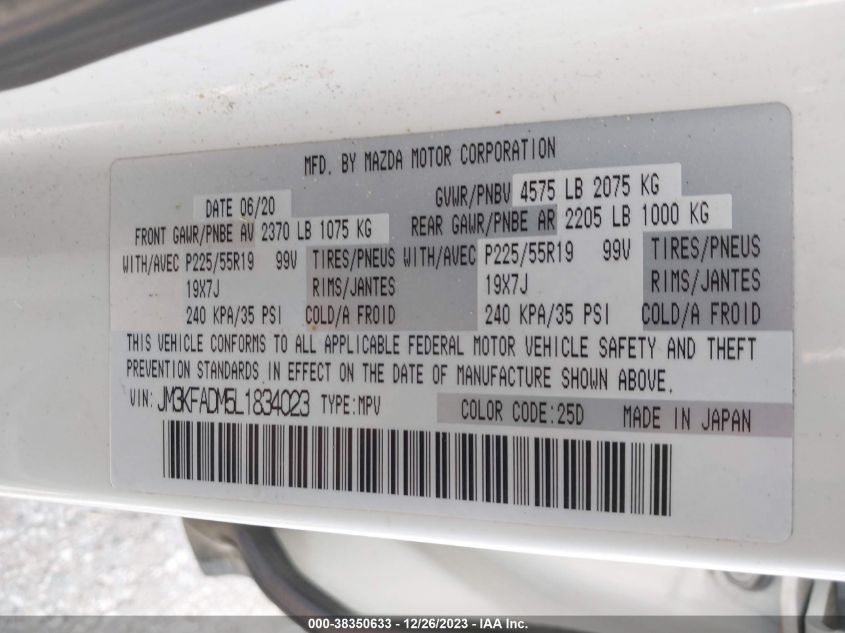 MFD. BY MAZDA MOTOR CORPORATION
DATE 06/20 GVWR/PNBV 4575 LB 2075 KG
FRONT GAWR/PNBE AV 2370 LB 1075 KG REAR GAWR/PNBE AR 2205 LB 1000 KG
WITH/AVEC P225/55R19 99V TIRES/PNEUS WITH/AVEC P225/55R19 99V TIRES/PNEUS
19X7J RIMS/JANTES 19X7J RIMS/JANTES
240 KPA/35 PSI COLD/A FROID 240 KPA/35 PSI COLD/A FROID
THIS VEHICLE CONFORMS TO ALL APPLICABLE FEDERAL MOTOR VEHICLE SAFETY AND THEFT
PREVENTION STANDARDS IN EFFECT ON THE DATE OF MANUFACTURE SHOWN ABOVE.
VIN: JM3KFADM5L1834023 TYPE:MPV COLOR CODE:25D MADE IN JAPAN
000-38350633 - 12/26/2023 - IAA Inc.